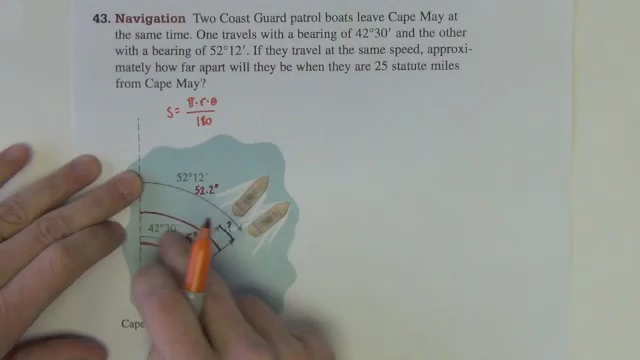 43. Navigation Two Coast Guard patrol boats leave Cape May at
the same time. One travels with a bearing of 42°30′ and the other
with a bearing of 52°12′. If they travel at the same speed, approxi-
mately how far apart will they be when they are 25 statute miles
from Cape May?
S = π·r·θ
180
52°12′
52.2°
?
42°30
Cape